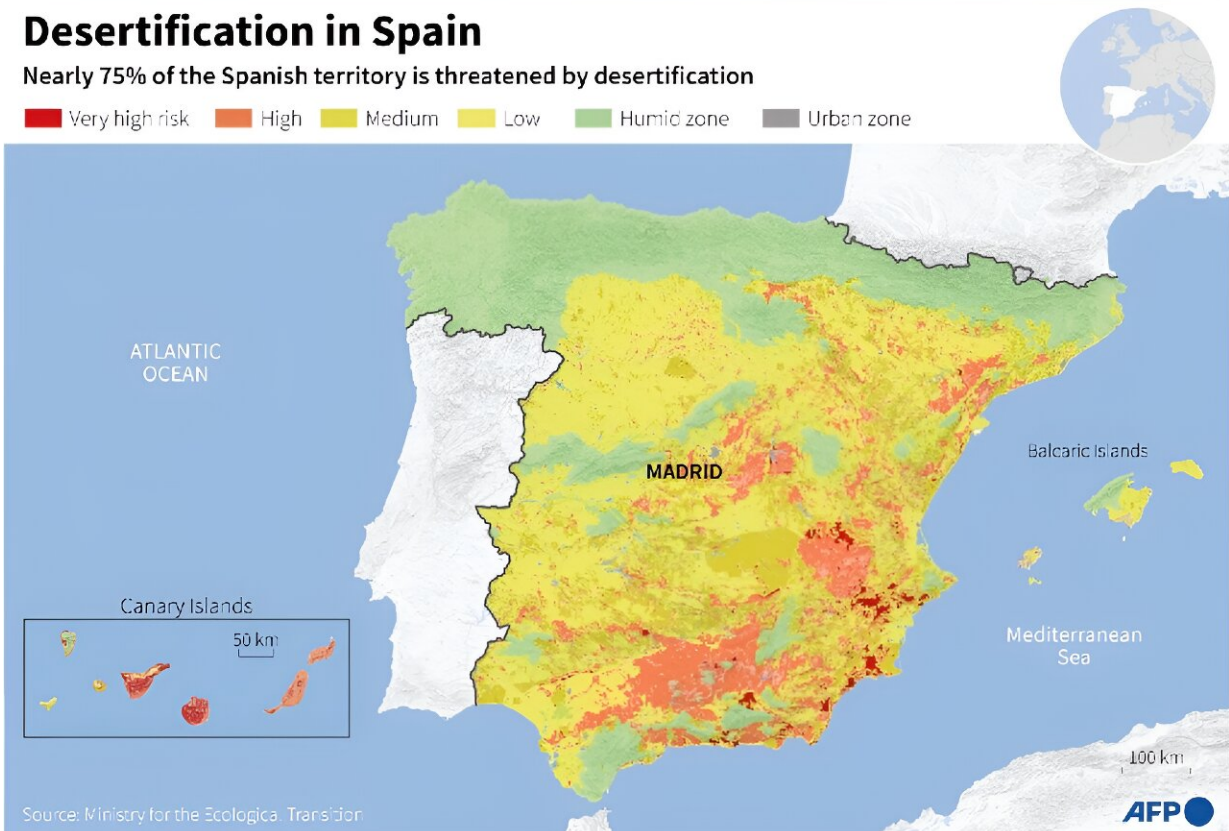 Desertification in Spain
Nearly 75% of the Spanish territory is threatened by desertification
Very high risk High Medium Low Humid zone Urban zone
ATLANTIC
OCEAN
Balcaric Islands
MADRID
Canary Islands
50 km
Mediterranean
Sea
100 km
Source: Ministry for the Ecologica Transition
AFP